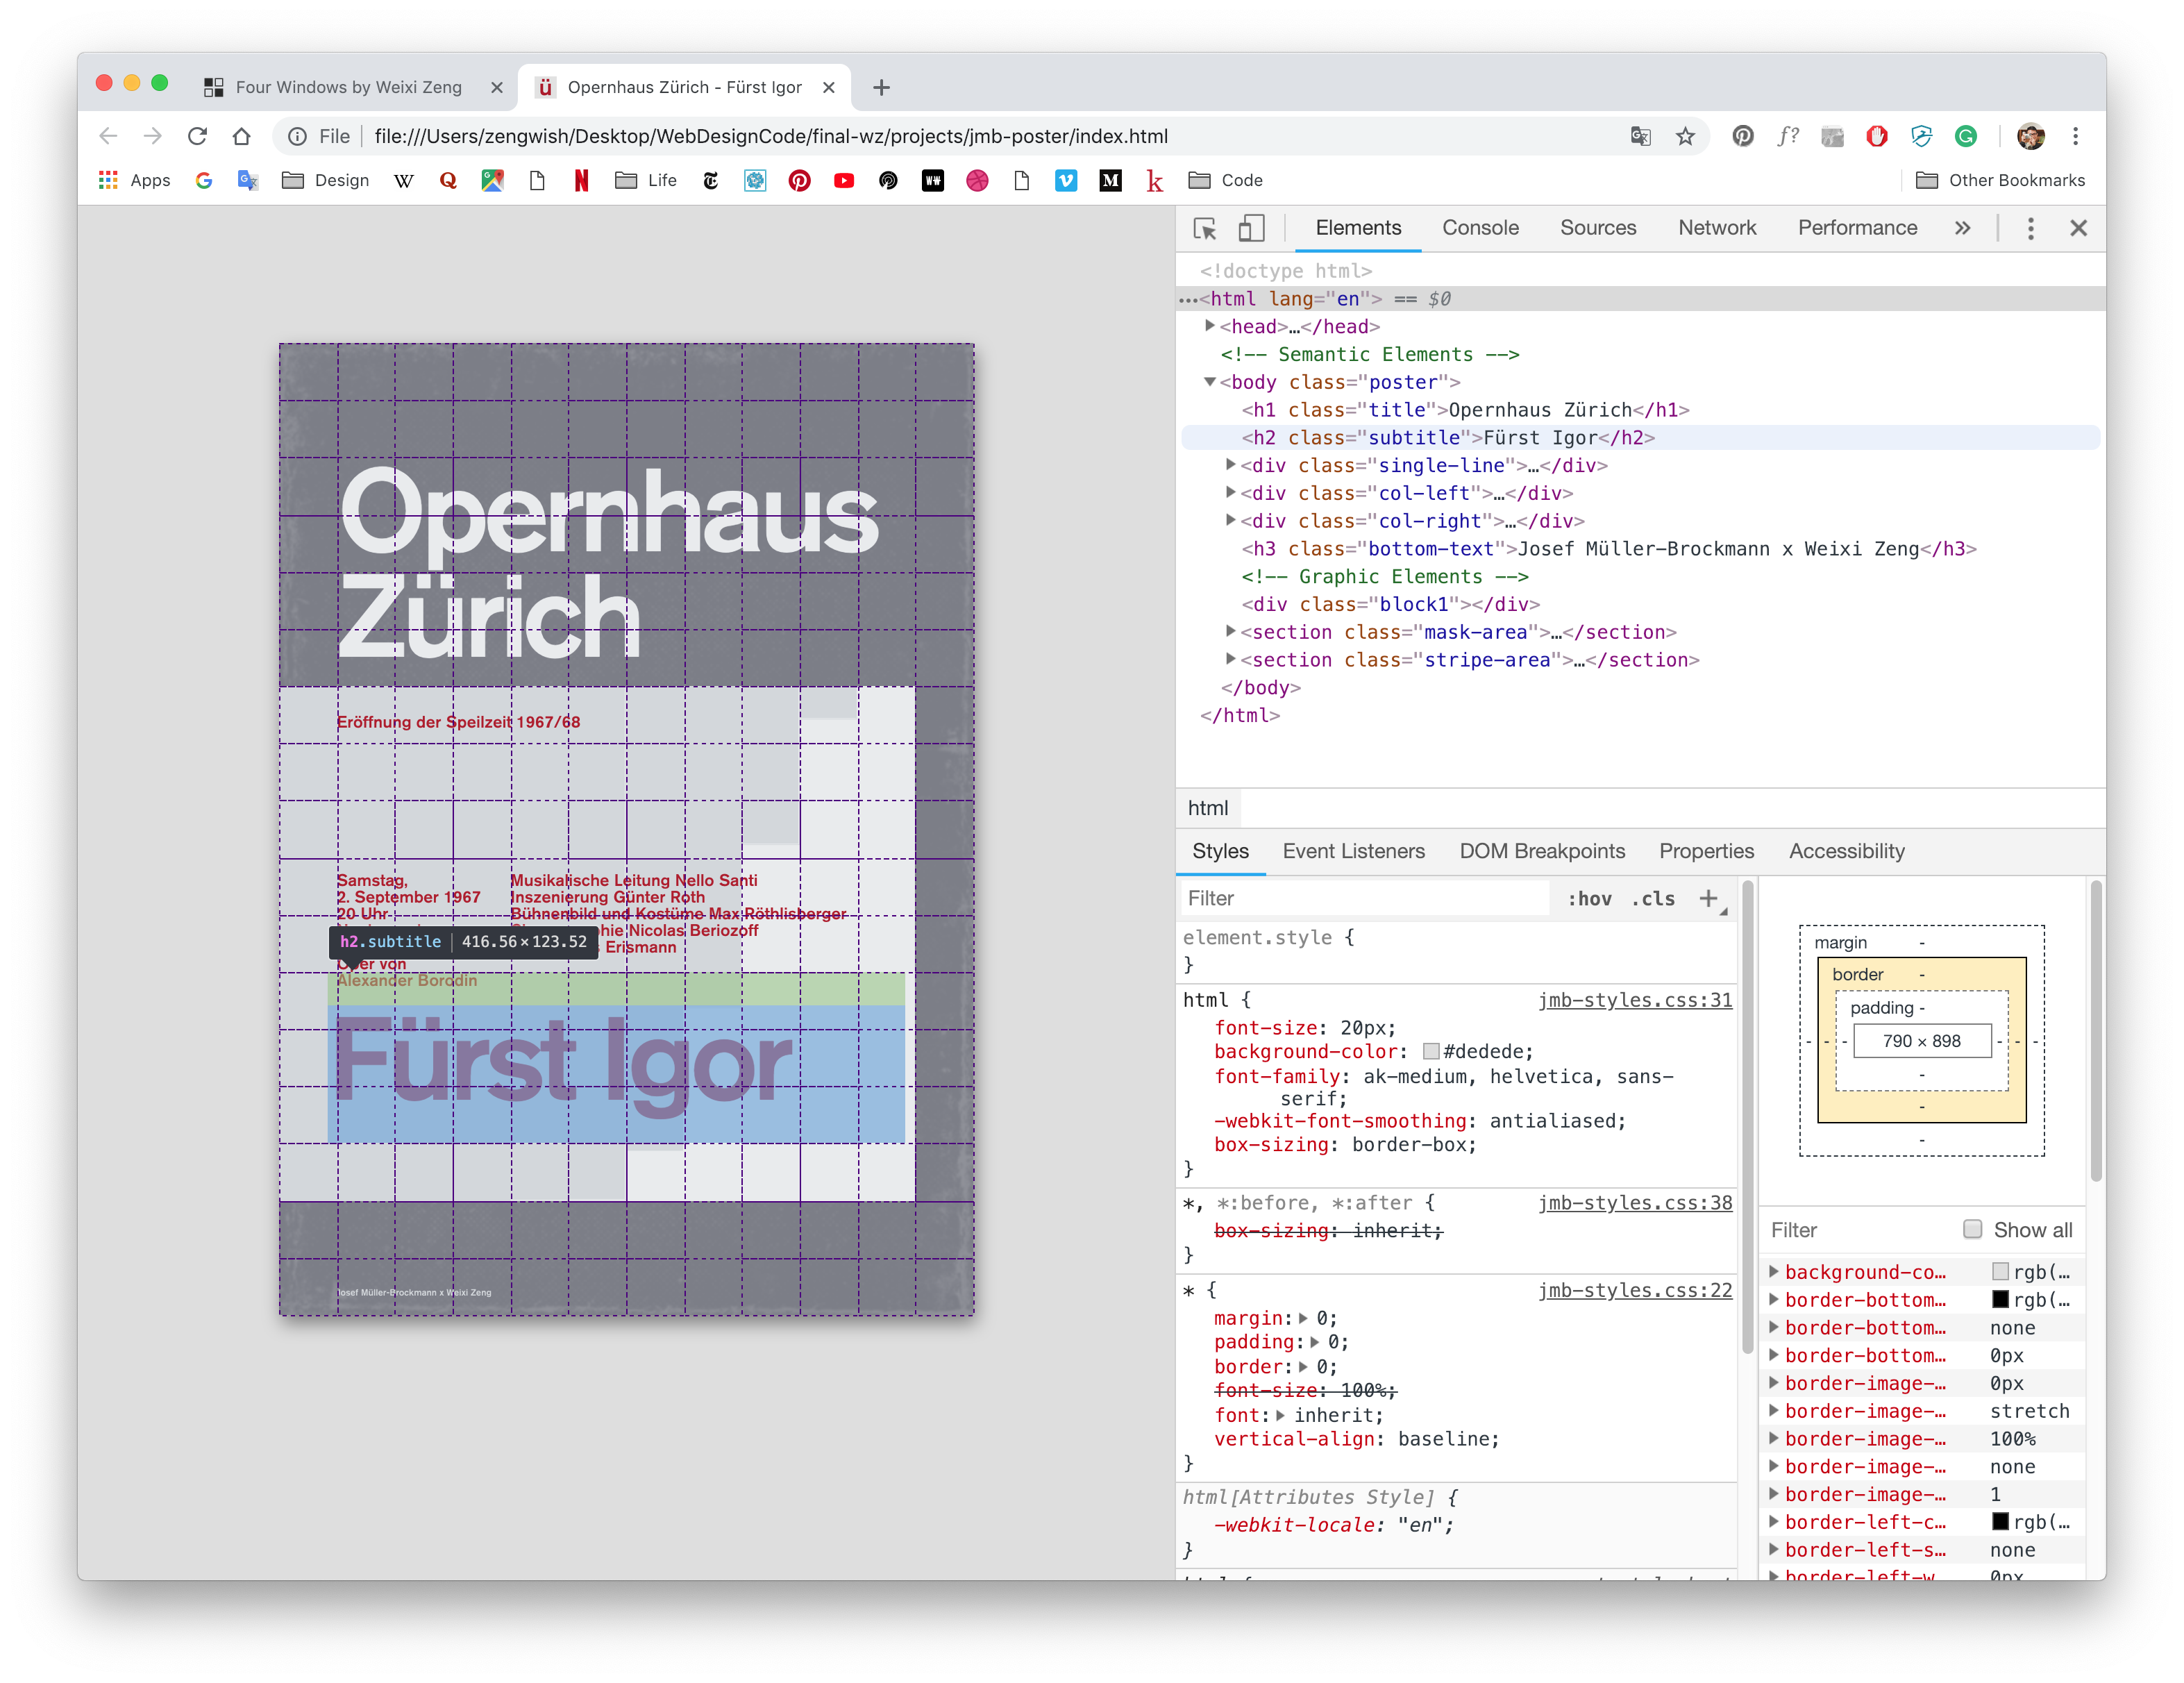 Four Windows by Weixi Zeng
Opernhaus Zürich - Fürst Igor
File
file:///Users/zengwish/Desktop/WebDesignCode/final-wz/projects/jmb-poster/index.html
Apps
Design
Life
Code
Other Bookmarks
Opernhaus
Zürich
Eröffnung der Speilzeit 1967/68
Samstag,
2. September 1967
20 Uhr
Oper von
Alexander Borodin
Musikalische Leitung Nello Santi
Inszenierung Günter Roth
Bühnenbild und Kostüme Max Röthlisberger
Nicolas Beriozoff
Erismann
h2.subtitle 416.56×123.52
Fürst Igor
Josef Müller-Brockmann x Weixi Zeng
Elements Console Sources Network Performance
<!doctype html>
…<html lang="en"> == $0
<head>…</head>
<!-- Semantic Elements -->
<body class="poster">
<h1 class="title">Opernhaus Zürich</h1>
<h2 class="subtitle">Fürst Igor</h2>
<div class="single-line">…</div>
<div class="col-left">…</div>
<div class="col-right">…</div>
<h3 class="bottom-text">Josef Müller-Brockmann x Weixi Zeng</h3>
<!-- Graphic Elements -->
<div class="block1"></div>
<section class="mask-area">…</section>
<section class="stripe-area">…</section>
</body>
</html>
html
Styles Event Listeners DOM Breakpoints Properties Accessibility
Filter :hov .cls +
element.style {
}
html { jmb-styles.css:31
font-size: 20px;
background-color: #dedede;
font-family: ak-medium, helvetica, sans-
serif;
-webkit-font-smoothing: antialiased;
box-sizing: border-box;
}
*, *:before, *:after { jmb-styles.css:38
box-sizing: inherit;
}
* { jmb-styles.css:22
margin: 0;
padding: 0;
border: 0;
font-size: 100%;
font: inherit;
vertical-align: baseline;
}
html[Attributes Style] {
-webkit-locale: "en";
}
margin -
border -
padding -
- - - 790 × 898 - - -
-
-
-
Filter Show all
background-co… rgb(…
border-bottom… rgb(…
border-bottom… none
border-bottom… 0px
border-image-… 0px
border-image-… stretch
border-image-… 100%
border-image-… none
border-image-… 1
border-left-c… rgb(…
border-left-s… none
border-left-w… 0px